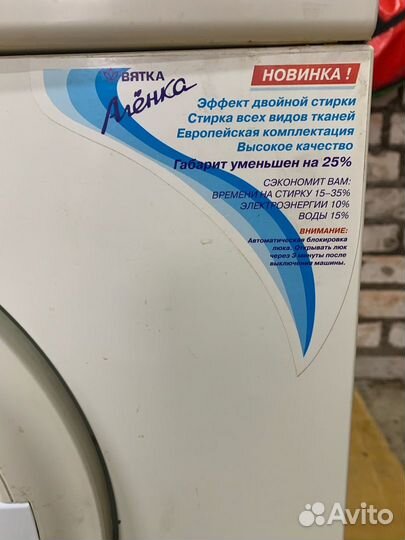 ВЯТКА
Алёнка
НОВИНКА !
Эффект двойной стирки
Стирка всех видов тканей
Европейская комплектация
Высокое качество
Габарит уменьшен на 25%
СЭКОНОМИТ ВАМ:
ВРЕМЕНИ НА СТИРКУ 15–35%
ЭЛЕКТРОЭНЕРГИИ 10%
ВОДЫ 15%
ВНИМАНИЕ:
Автоматическая блокировка
люка. Открывать люк
через 3 минуты после
выключения машины.
Avito